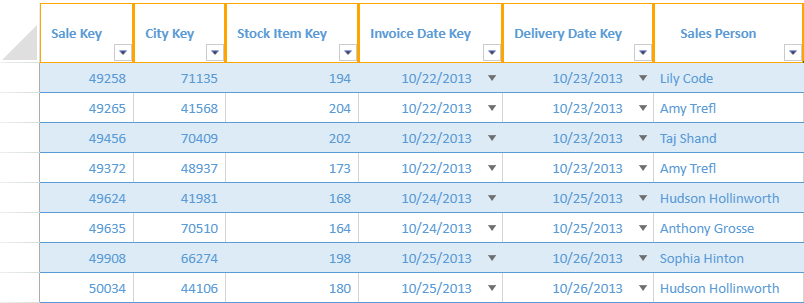 Sale Key City Key Stock Item Key Invoice Date Key Delivery Date Key Sales Person
49258 71135 194 10/22/2013 10/23/2013 Lily Code
49265 41568 204 10/22/2013 10/23/2013 Amy Trefl
49456 70409 202 10/22/2013 10/23/2013 Taj Shand
49372 48937 173 10/22/2013 10/23/2013 Amy Trefl
49624 41981 168 10/24/2013 10/25/2013 Hudson Hollinworth
49635 70510 164 10/24/2013 10/25/2013 Anthony Grosse
49908 66274 198 10/25/2013 10/26/2013 Sophia Hinton
50034 44106 180 10/25/2013 10/26/2013 Hudson Hollinworth